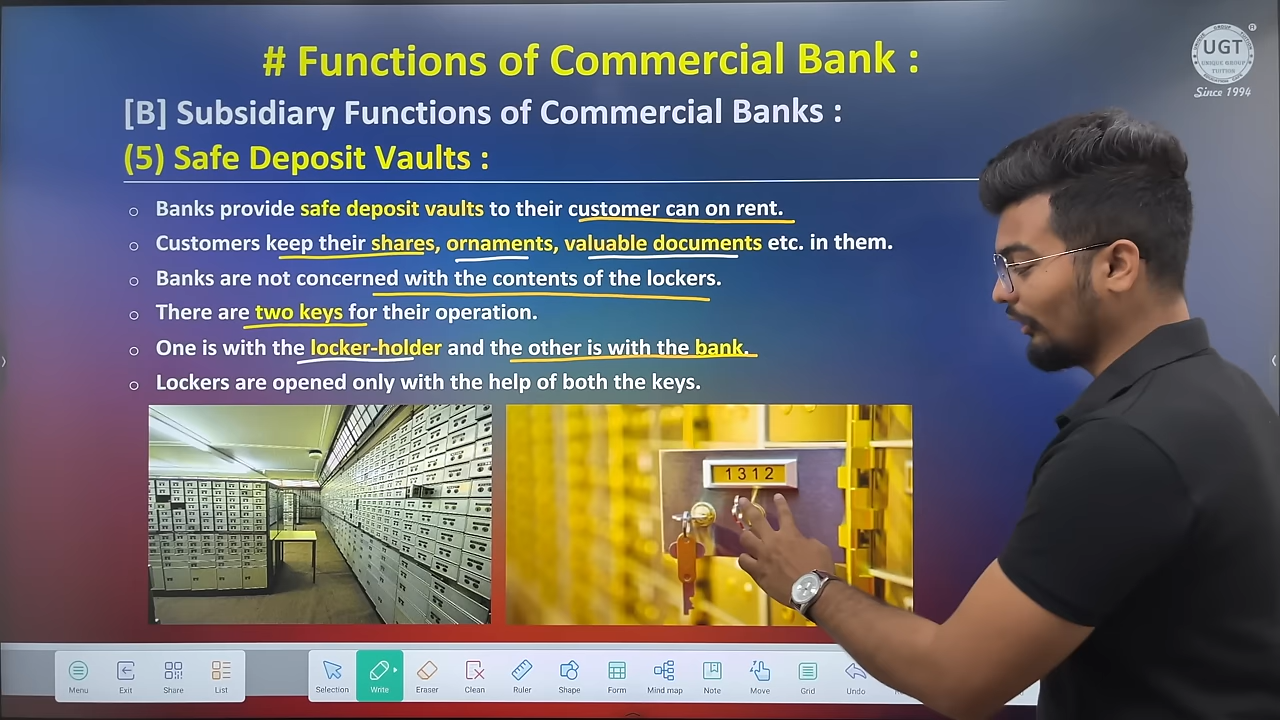 # Functions of Commercial Bank :
UGT
UNIQUE GROUP
TUITION
Since 1994
[B] Subsidiary Functions of Commercial Banks :
(5) Safe Deposit Vaults :
Banks provide safe deposit vaults to their customer can on rent.
Customers keep their shares, ornaments, valuable documents etc. in them.
Banks are not concerned with the contents of the lockers.
There are two keys for their operation.
One is with the locker-holder and the other is with the bank.
Lockers are opened only with the help of both the keys.
1312
Menu Exit Share List Selection Write Eraser Clean Ruler Shape Form Mind map Note Move Grid Undo